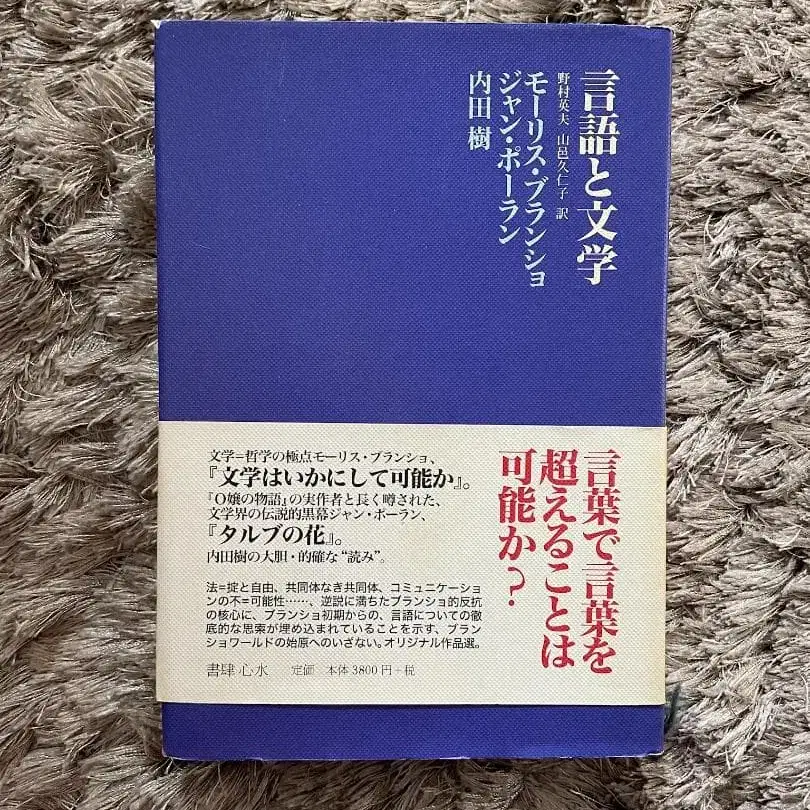 言語と文学
野村英夫 山邑久仁子 訳
モーリス・ブランショ
ジャン・ポーラン
内田 樹
言葉で言葉を
超えることは
可能か?
文学=哲学の極点モーリス・ブランショ、
『文学はいかにして可能か』。
『O嬢の物語』の実作者と長く噂された、
文学界の伝説的黒幕ジャン・ポーラン、
『タルブの花』。
内田樹の大胆・的確な“読み”。
法=掟と自由、共同体なき共同体、コミュニケーショ
ンの不=可能性……、逆説に満ちたブランショ的反抗
の核心に、ブランショ初期からの、言語についての徹
底的な思索が埋め込まれていることを示す、ブラン
ショワールドの始原へのいざない。オリジナル作品選。
書肆 心水 定価 本体 3800 円+税